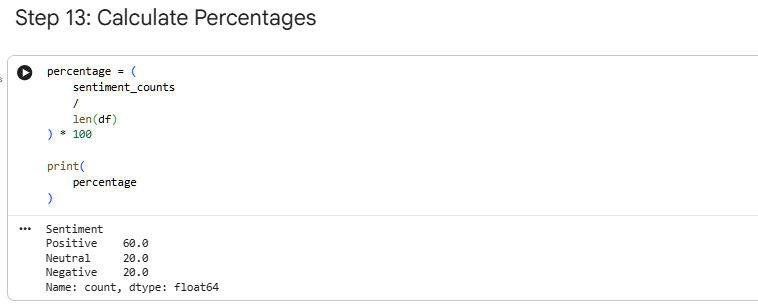 Step 13: Calculate Percentages
percentage = (
    sentiment_counts
    /
    len(df)
) * 100

print(
    percentage
)
Sentiment
Positive    60.0
Neutral     20.0
Negative    20.0
Name: count, dtype: float64